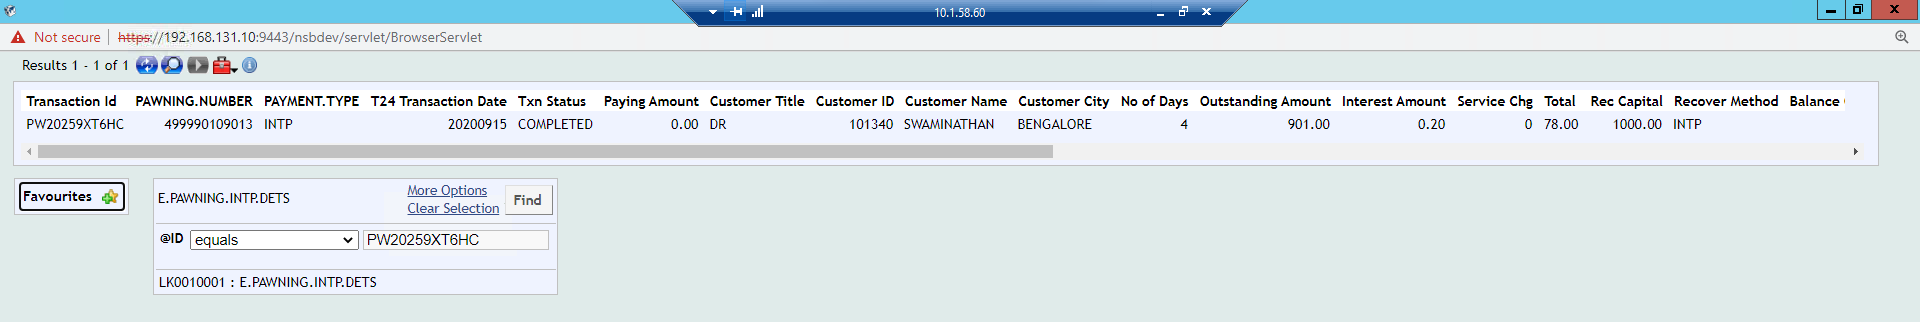 10.1.58.60
Not secure https://192.168.131.10:9443/nsbdev/servlet/BrowserServlet
Results 1 - 1 of 1
Transaction Id PAWNING.NUMBER PAYMENT.TYPE T24 Transaction Date Txn Status Paying Amount Customer Title Customer ID Customer Name Customer City No of Days Outstanding Amount Interest Amount Service Chg Total Rec Capital Recover Method Balance
PW20259XT6HC 499990109013 INTP 20200915 COMPLETED 0.00 DR 101340 SWAMINATHAN BENGALORE 4 901.00 0.20 0 78.00 1000.00 INTP
Favourites
E.PAWNING.INTP.DETS
More Options
Clear Selection
Find
@ID equals PW20259XT6HC
LK0010001 : E.PAWNING.INTP.DETS